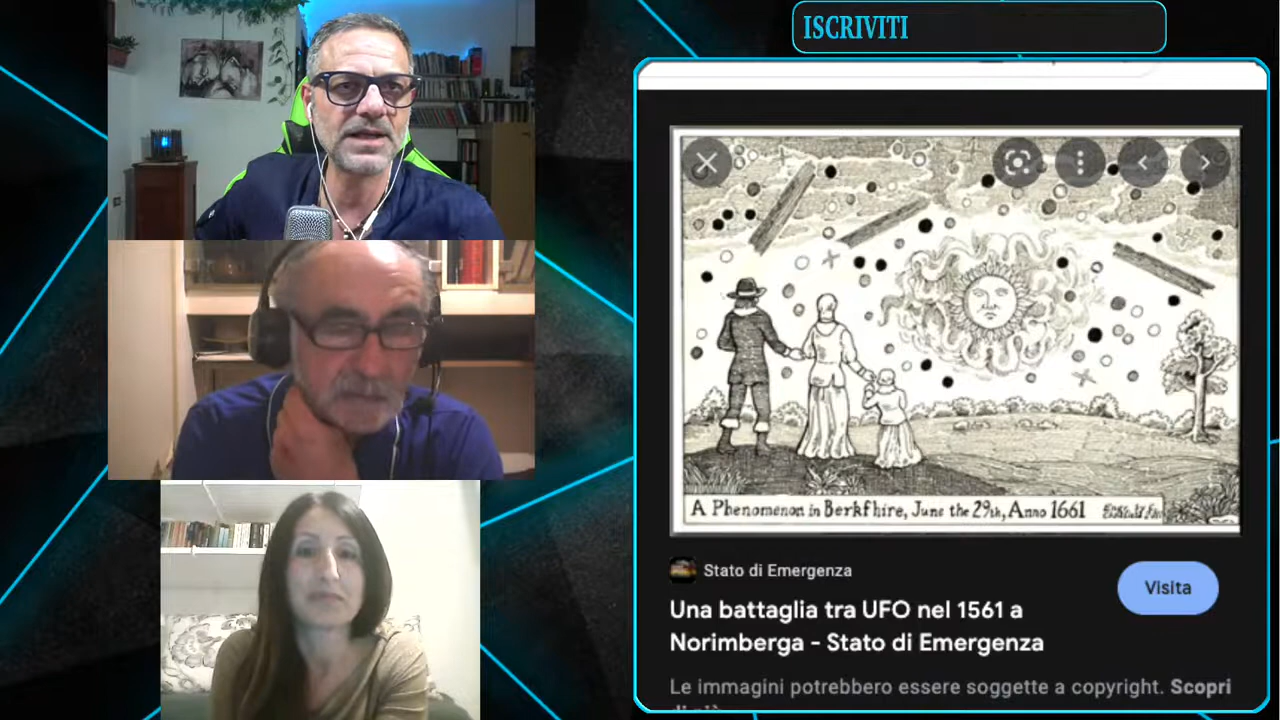 ISCRIVITI
A Phenomenon in Berkfhire, June the 29th, Anno 1661
Stato di Emergenza
Visita
Una battaglia tra UFO nel 1561 a
Norimberga - Stato di Emergenza
Le immagini potrebbero essere soggette a copyright. Scopri